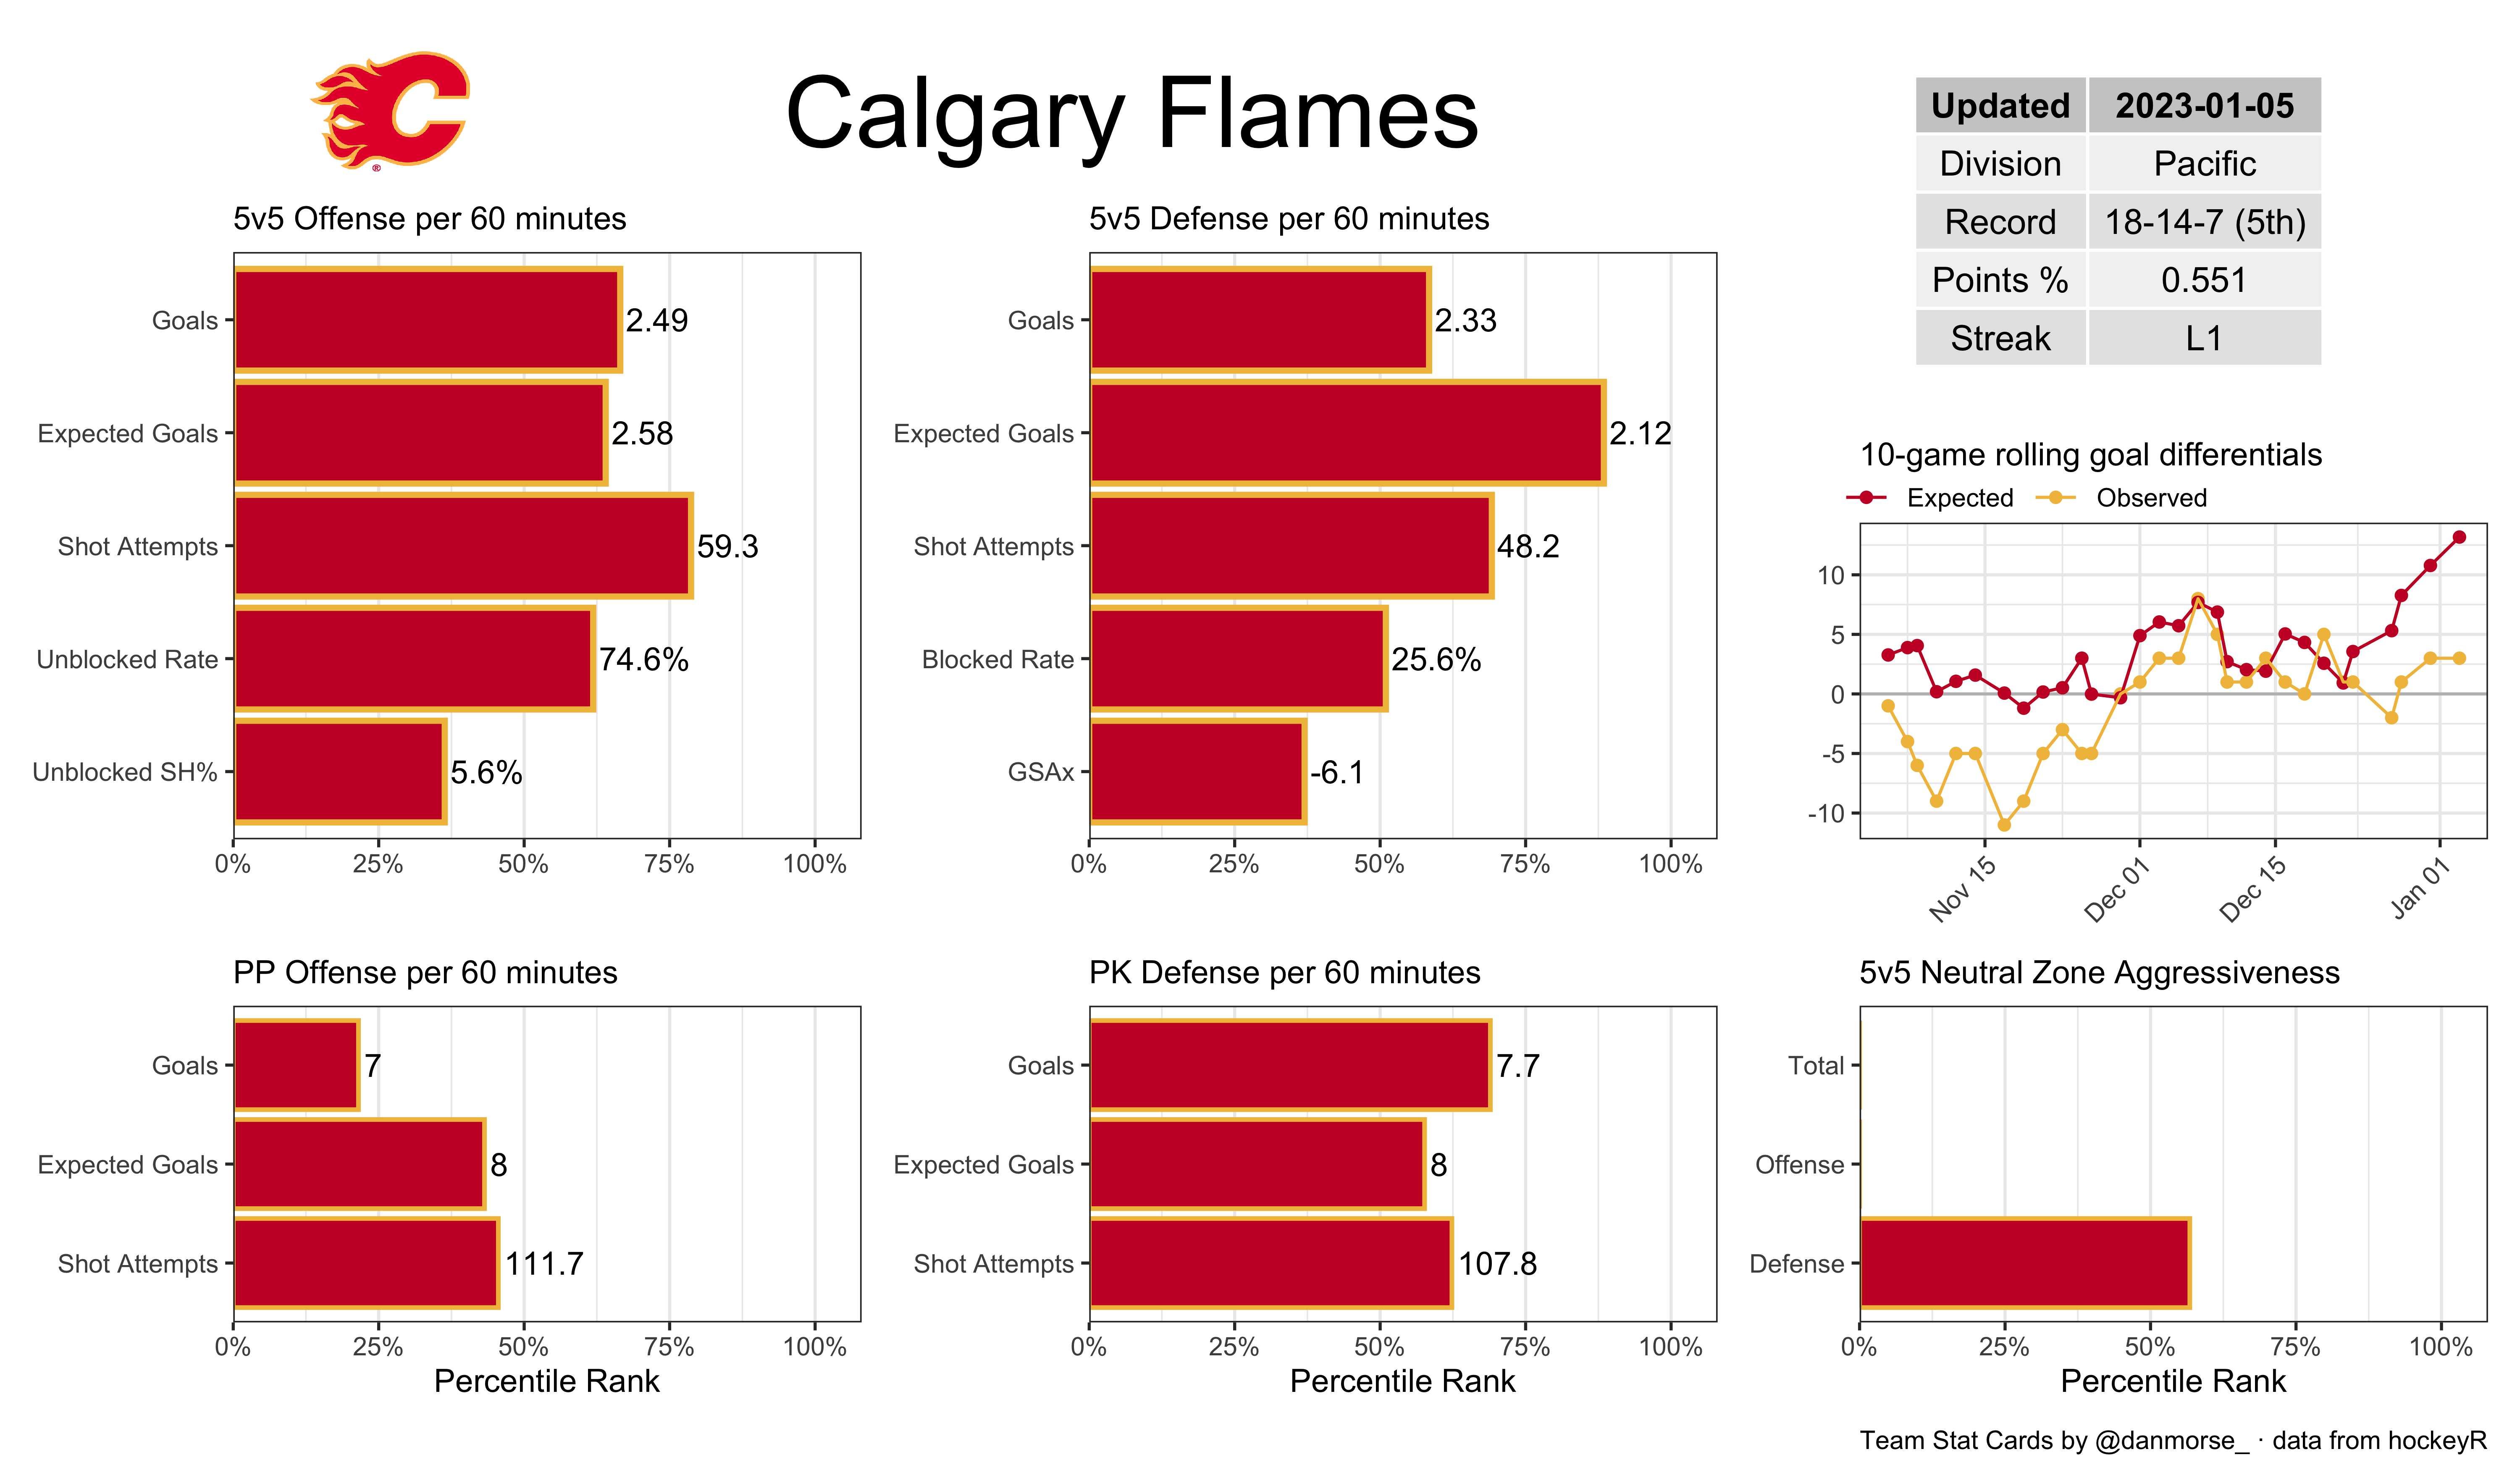 Calgary Flames
Updated 2023-01-05
Division Pacific
Record 18-14-7 (5th)
Points % 0.551
Streak L1
5v5 Offense per 60 minutes
Goals 2.49
Expected Goals 2.58
Shot Attempts 59.3
Unblocked Rate 74.6%
Unblocked SH% 5.6%
0% 25% 50% 75% 100%
5v5 Defense per 60 minutes
Goals 2.33
Expected Goals 2.12
Shot Attempts 48.2
Blocked Rate 25.6%
GSAx -6.1
0% 25% 50% 75% 100%
10-game rolling goal differentials
Expected Observed
10
5
0
-5
-10
Nov 15 Dec 01 Dec 15 Jan 01
PP Offense per 60 minutes
Goals 7
Expected Goals 8
Shot Attempts 111.7
0% 25% 50% 75% 100%
Percentile Rank
PK Defense per 60 minutes
Goals 7.7
Expected Goals 8
Shot Attempts 107.8
0% 25% 50% 75% 100%
Percentile Rank
5v5 Neutral Zone Aggressiveness
Total
Offense
Defense
0% 25% 50% 75% 100%
Percentile Rank
Team Stat Cards by @danmorse_ · data from hockeyR